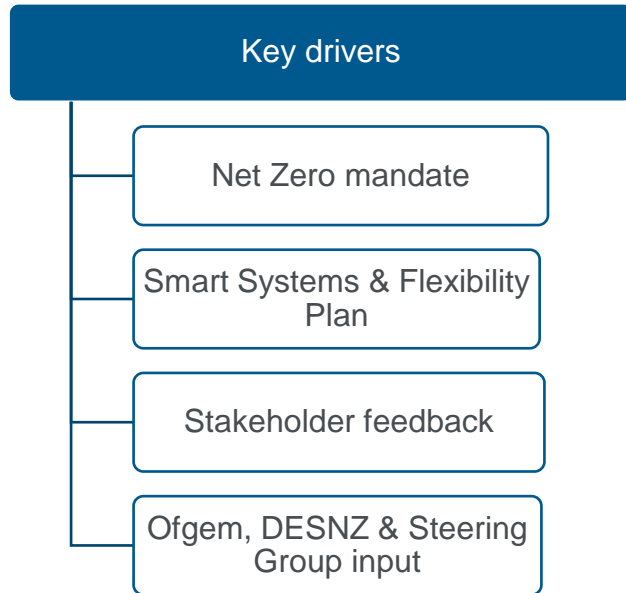 Key drivers
Net Zero mandate
Smart Systems & Flexibility
Plan
Stakeholder feedback
Ofgem, DESNZ & Steering
Group input